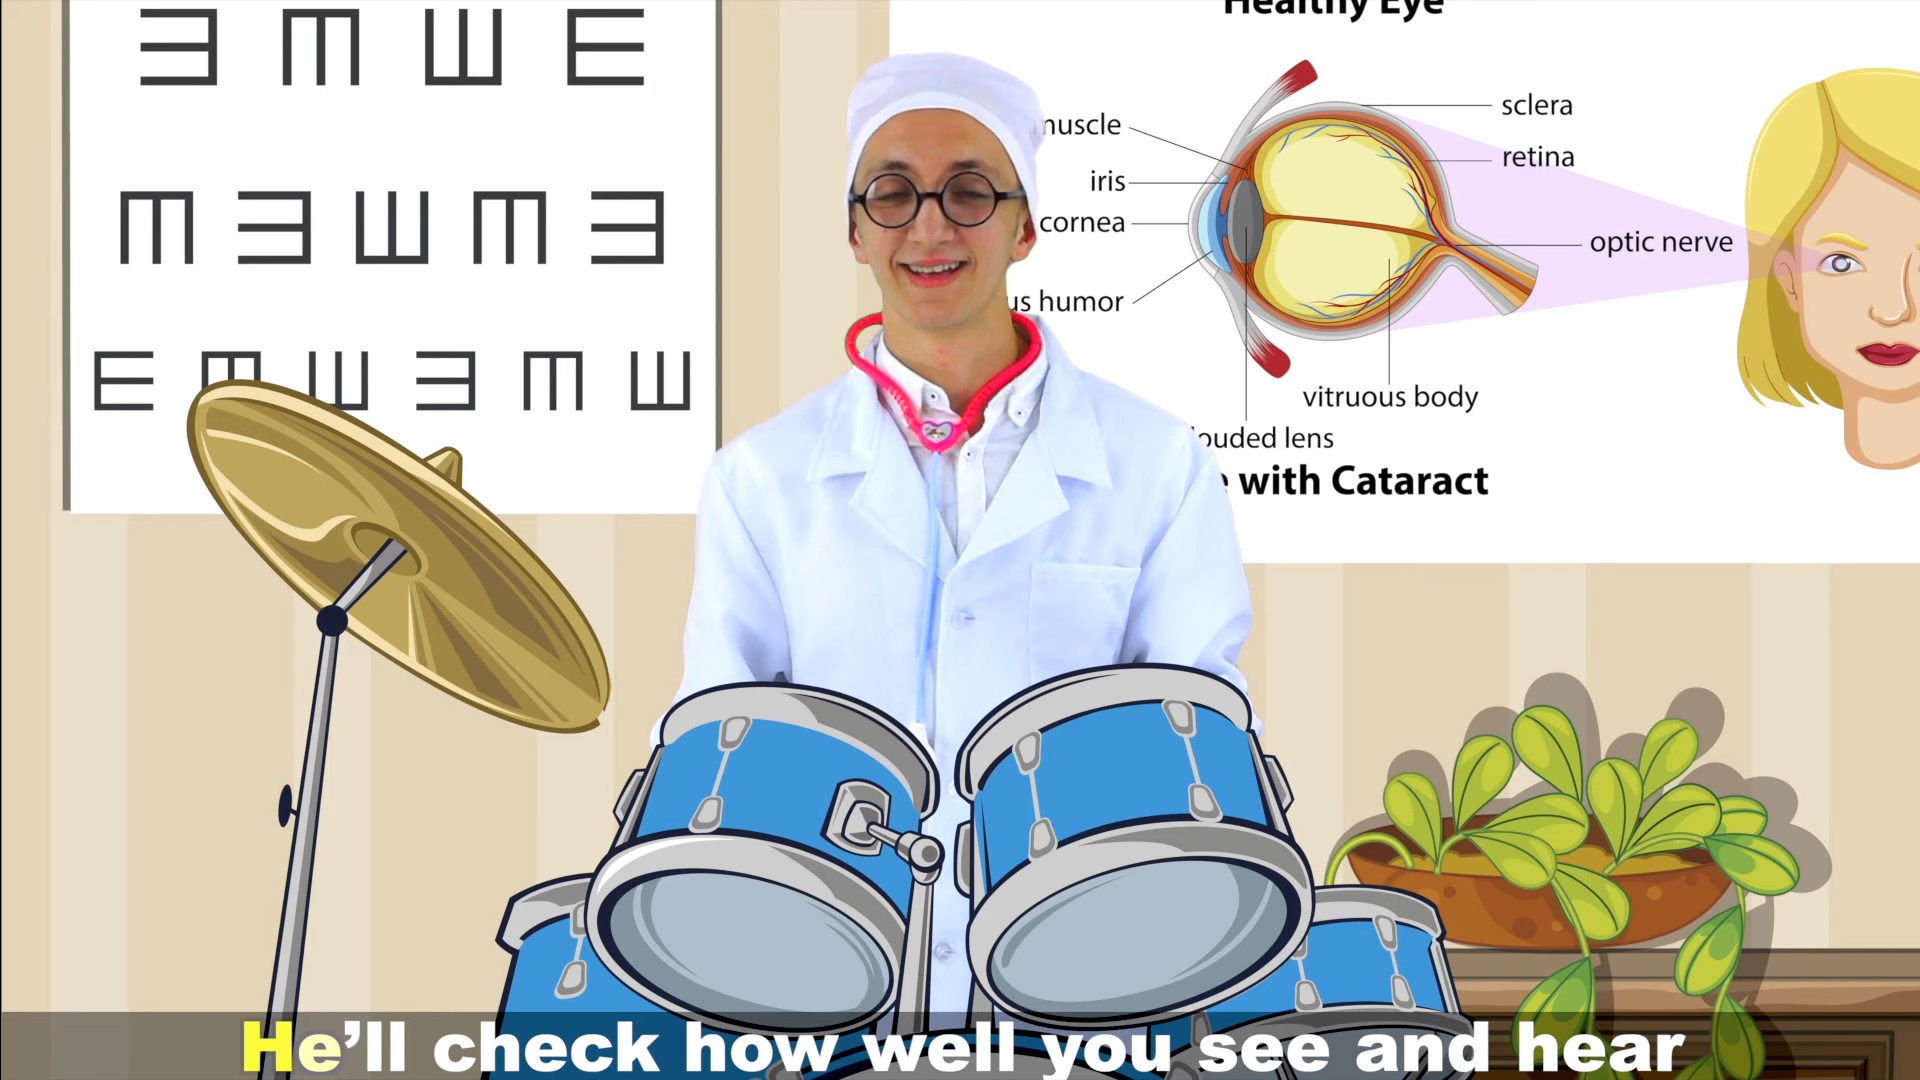 Healthy Eye
E m E E
m E E m E
E m E E m E
muscle
iris
cornea
us humor
sclera
retina
optic nerve
vitruous body
louded lens
with Cataract
He'll check how well you see and hear